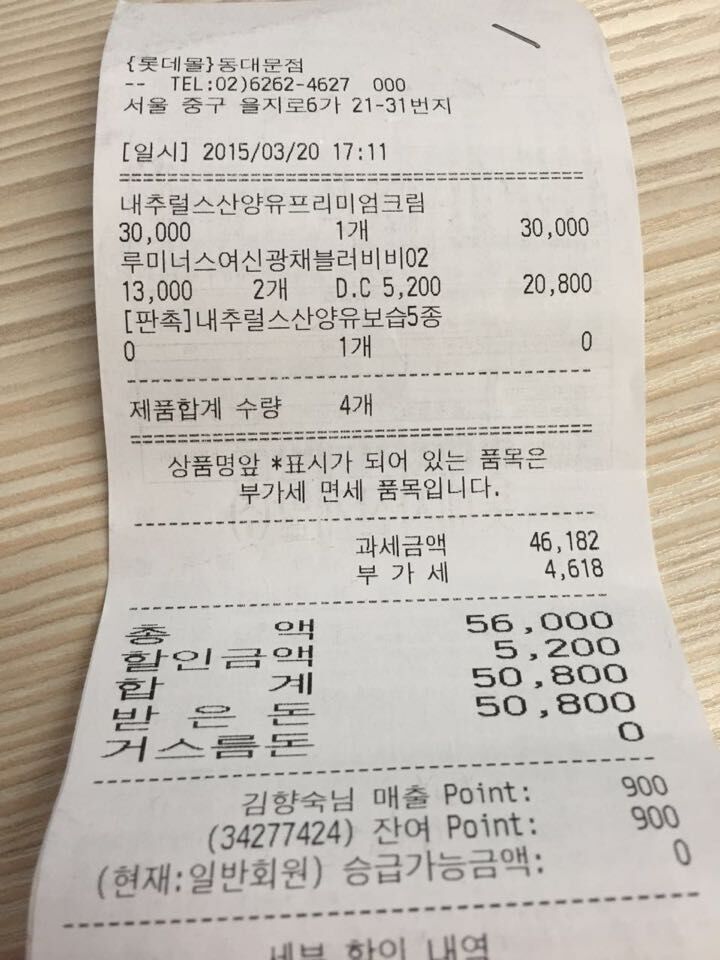 {롯데몰}동대문점
-- TEL:02)6262-4627 000
서울 중구 을지로6가 21-31번지
[일시] 2015/03/20 17:11
================================================
내추럴스산양유프리미엄크림
30,000 1개 30,000
루미너스여신광채블러비비02
13,000 2개 D.C 5,200 20,800
[판촉]내추럴스산양유보습5종
0 1개 0
------------------------------------------------
제품합계 수량 4개
================================================
상품명앞 *표시가 되어 있는 품목은
부가세 면세 품목입니다.
------------------------------------------------
과세금액 46,182
부 가 세 4,618
------------------------------------------------
총 액 56,000
할인금액 5,200
합 계 50,800
받 은 돈 50,800
거스름돈 0
------------------------------------------------
김향숙님 매출 Point: 900
(34277424) 잔여 Point: 900
(현재:일반회원) 승급가능금액: 0
------------------------------------------------
세부 할인 내역